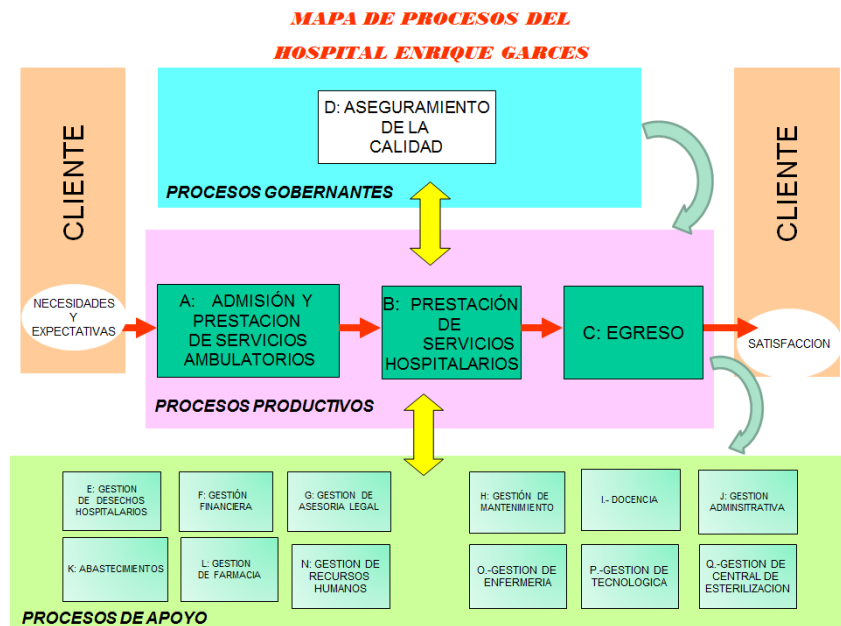 MAPA DE PROCESOS DEL
HOSPITAL ENRIQUE GARCES
CLIENTE
D: ASEGURAMIENTO
DE LA
CALIDAD
PROCESOS GOBERNANTES
CLIENTE
NECESIDADES
Y
EXPECTATIVAS
A: ADMISIÓN Y
PRESTACION
DE SERVICIOS
AMBULATORIOS
B: PRESTACIÓN
DE
SERVICIOS
HOSPITALARIOS
C: EGRESO
SATISFACCION
PROCESOS PRODUCTIVOS
E: GESTION
DE DESECHOS
HOSPITALARIOS
F: GESTIÓN
FINANCIERA
G: GESTION DE
ASESORIA LEGAL
H: GESTIÓN DE
MANTENIMIENTO
I.- DOCENCIA
J: GESTION
ADMINSITRATIVA
K: ABASTECIMIENTOS
L: GESTION
DE FARMACIA
N: GESTION DE
RECURSOS
HUMANOS
O.-GESTION DE
ENFERMERIA
P.-GESTION DE
TECNOLOGICA
Q.-GESTION DE
CENTRAL DE
ESTERILIZACION
PROCESOS DE APOYO